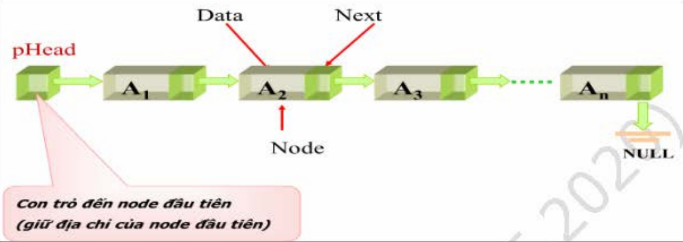 Data
Next
pHead
A1
A2
A3
An
Node
NULL
Con trỏ đến node đầu tiên
(giữ địa chỉ của node đầu tiên)
2020)